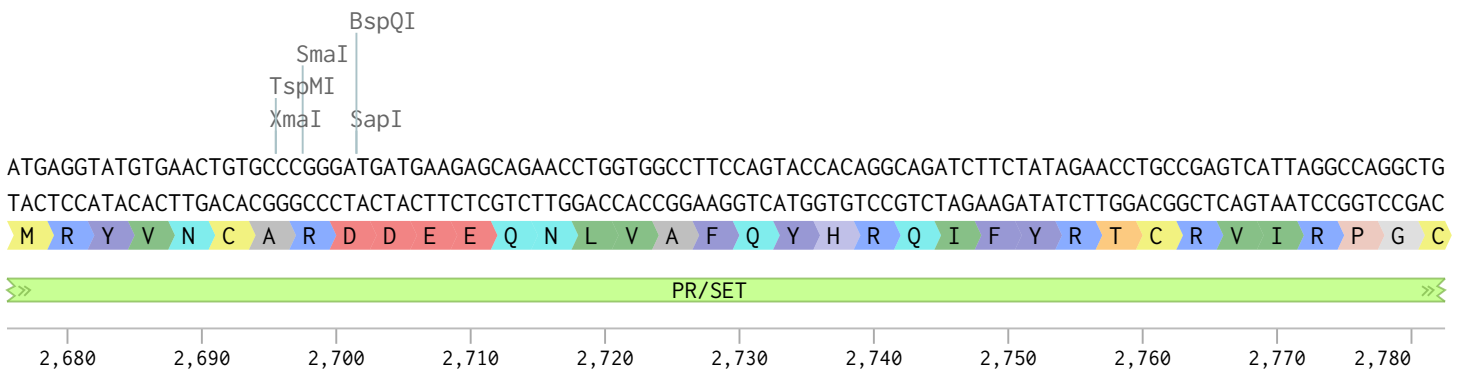 BspQI
SmaI
TspMI
XmaI SapI
ATGAGGTATGTGAACTGTGCCCGGGATGATGAAGAGCAGAACCTGGTGGCCTTCCAGTACCACAGGCAGATCTTCTATAGAACCTGCCGAGTCATTAGGCCAGGCTG
TACTCCATACACTTGACACGGGCCCTACTACTTCTCGTCTTGGACCACCGGAAGGTCATGGTGTCCGTCTAGAAGATATCTTGGACGGCTCAGTAATCCGGTCCGAC
M R Y V N C A R D D E E Q N L V A F Q Y H R Q I F Y R T C R V I R P G C
» PR/SET »
2,680 2,690 2,700 2,710 2,720 2,730 2,740 2,750 2,760 2,770 2,780